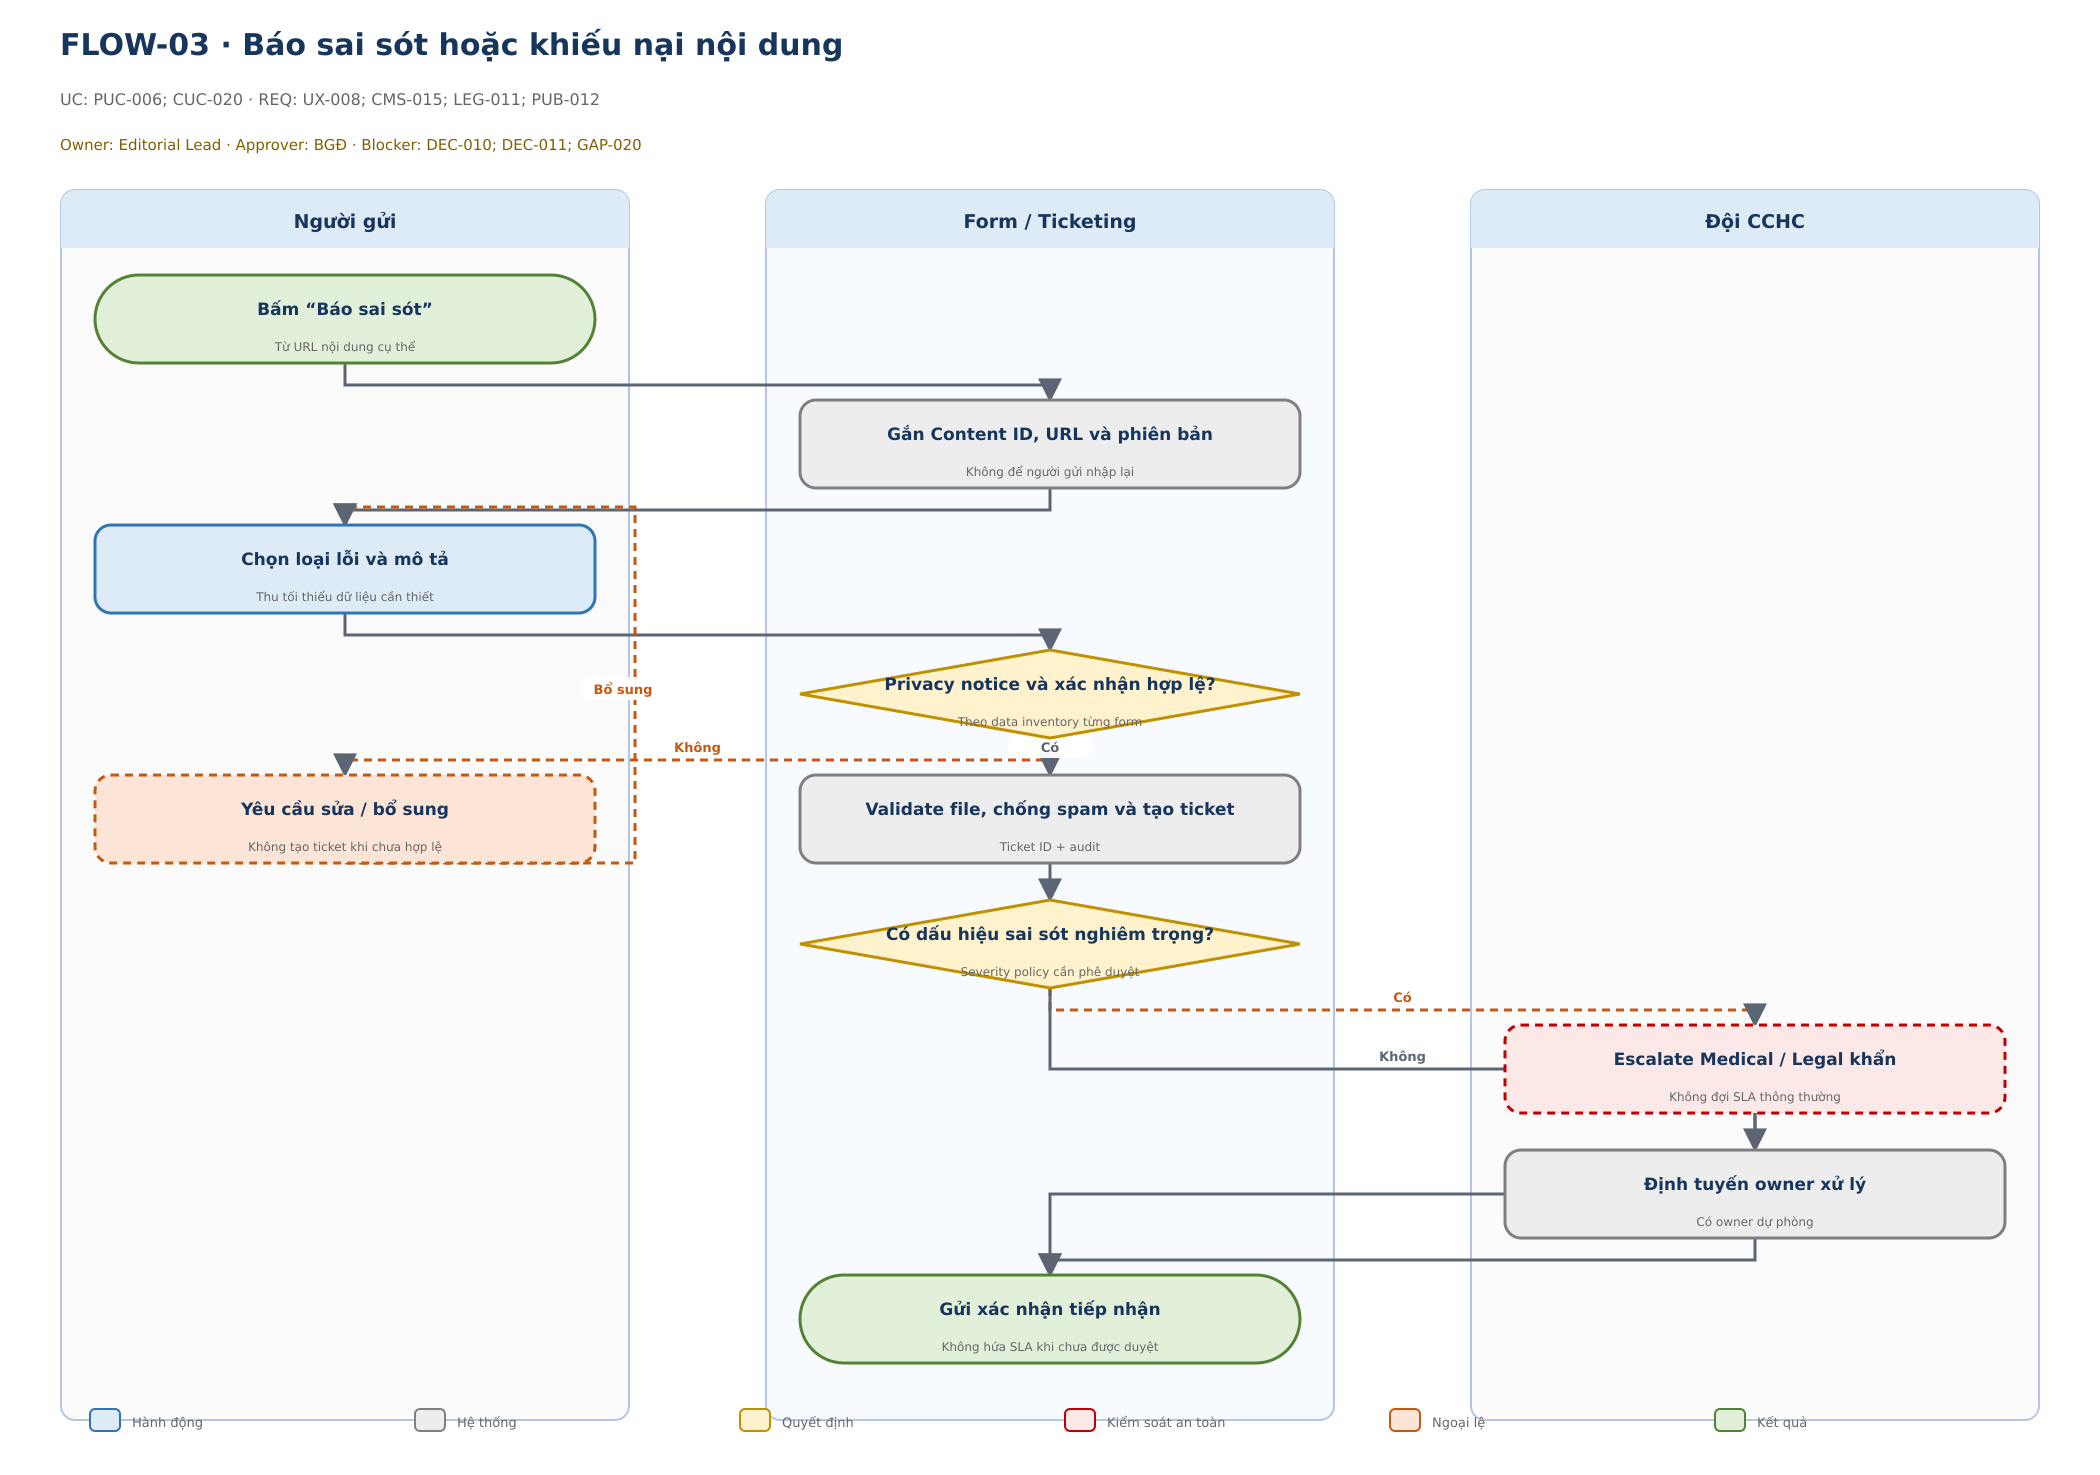 FLOW-03 · Báo sai sót hoặc khiếu nại nội dung
UC: PUC-006; CUC-020 · REQ: UX-008; CMS-015; LEG-011; PUB-012
Owner: Editorial Lead · Approver: BGĐ · Blocker: DEC-010; DEC-011; GAP-020
Người gửi
Form / Ticketing
Đội CCHC
Bấm “Báo sai sót”
Từ URL nội dung cụ thể
Gắn Content ID, URL và phiên bản
Không để người gửi nhập lại
Chọn loại lỗi và mô tả
Thu tối thiểu dữ liệu cần thiết
Privacy notice và xác nhận hợp lệ?
Theo data inventory từng form
Bổ sung
Không
Có
Yêu cầu sửa / bổ sung
Không tạo ticket khi chưa hợp lệ
Validate file, chống spam và tạo ticket
Ticket ID + audit
Có dấu hiệu sai sót nghiêm trọng?
Severity policy cần phê duyệt
Có
Không
Escalate Medical / Legal khẩn
Không đợi SLA thông thường
Định tuyến owner xử lý
Có owner dự phòng
Gửi xác nhận tiếp nhận
Không hứa SLA khi chưa được duyệt
Hành động
Hệ thống
Quyết định
Kiểm soát an toàn
Ngoại lệ
Kết quả